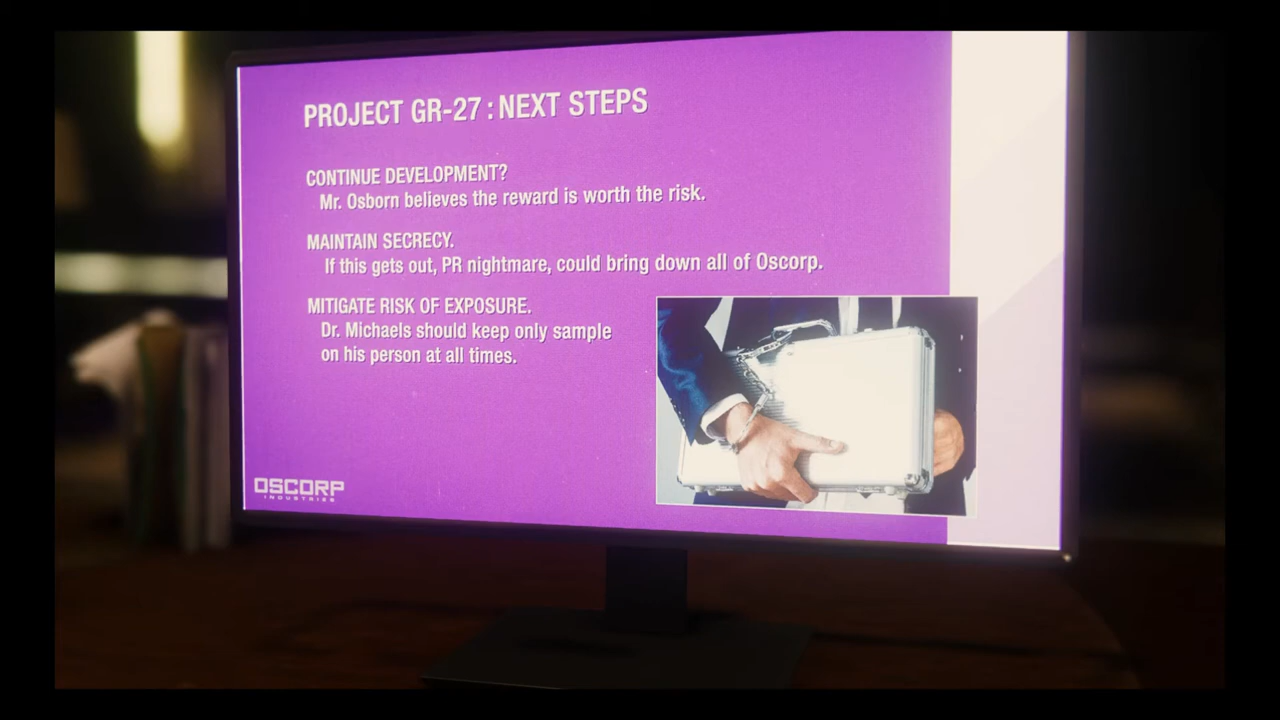 PROJECT GR-27 : NEXT STEPS
CONTINUE DEVELOPMENT?
Mr. Osborn believes the reward is worth the risk.
MAINTAIN SECRECY.
If this gets out, PR nightmare, could bring down all of Oscorp.
MITIGATE RISK OF EXPOSURE.
Dr. Michaels should keep only sample
on his person at all times.
OSCORP
INDUSTRIES